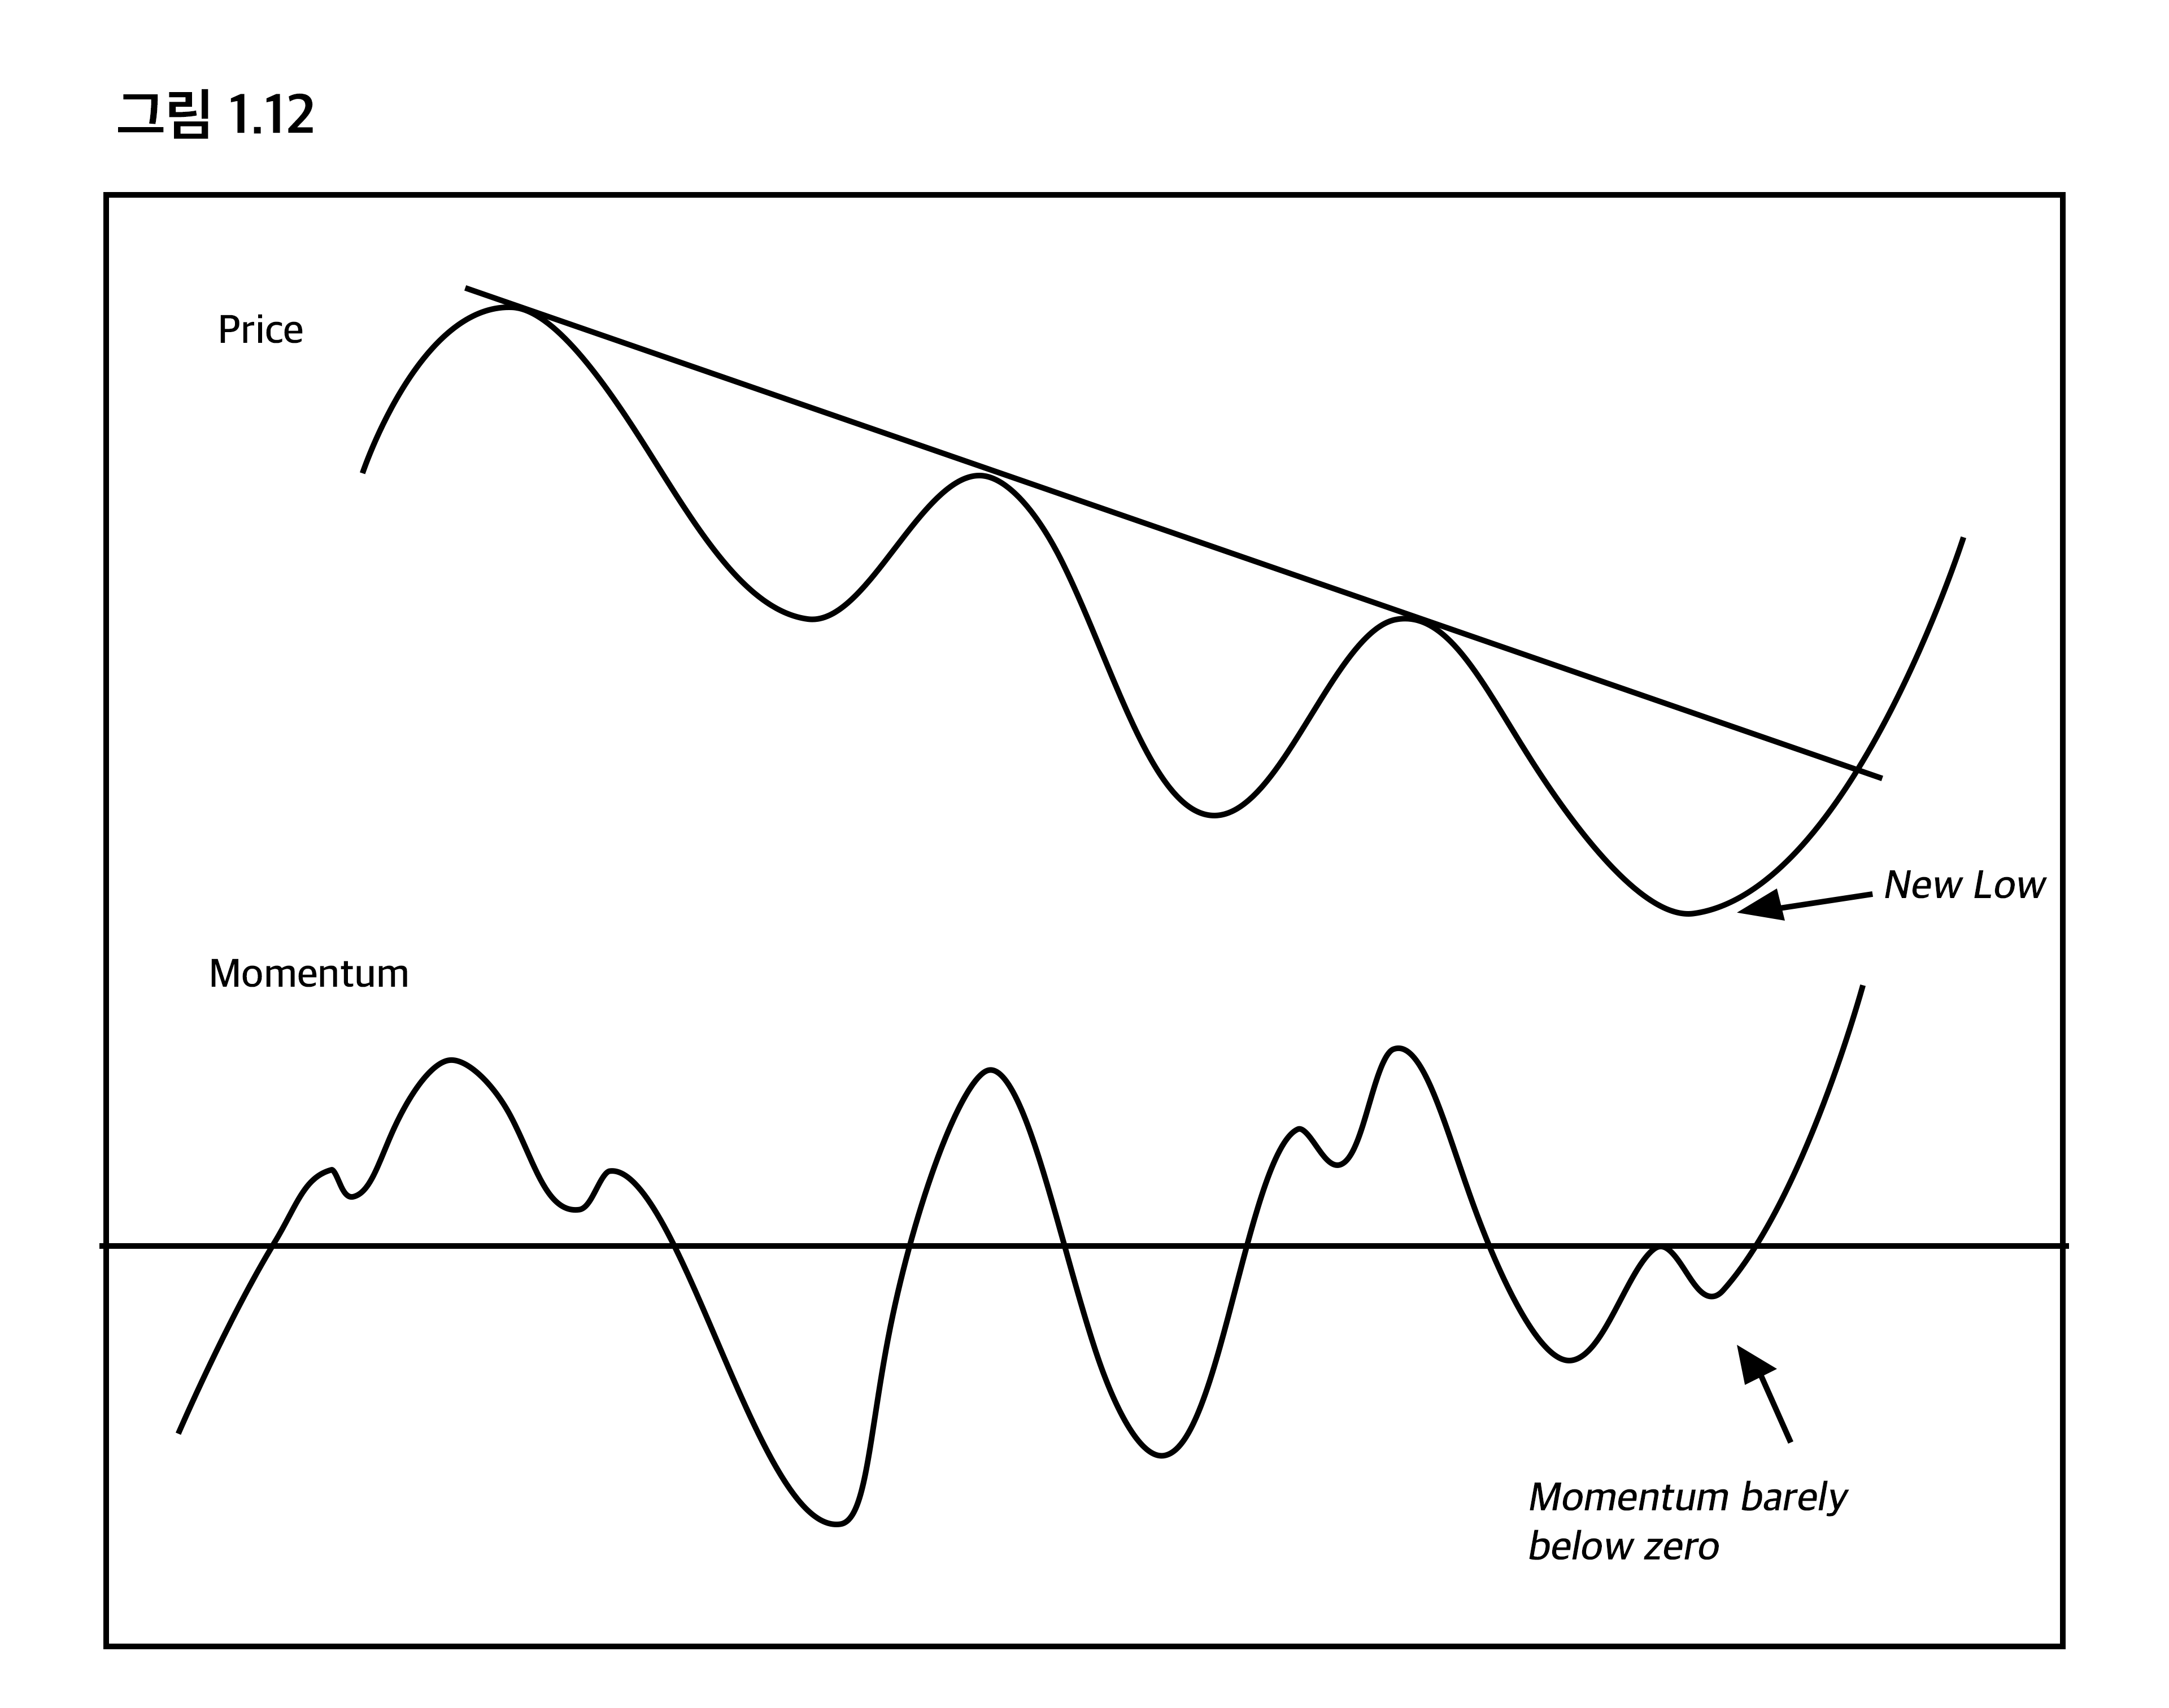 그림 1.12
Price
New Low
Momentum
Momentum barely
below zero